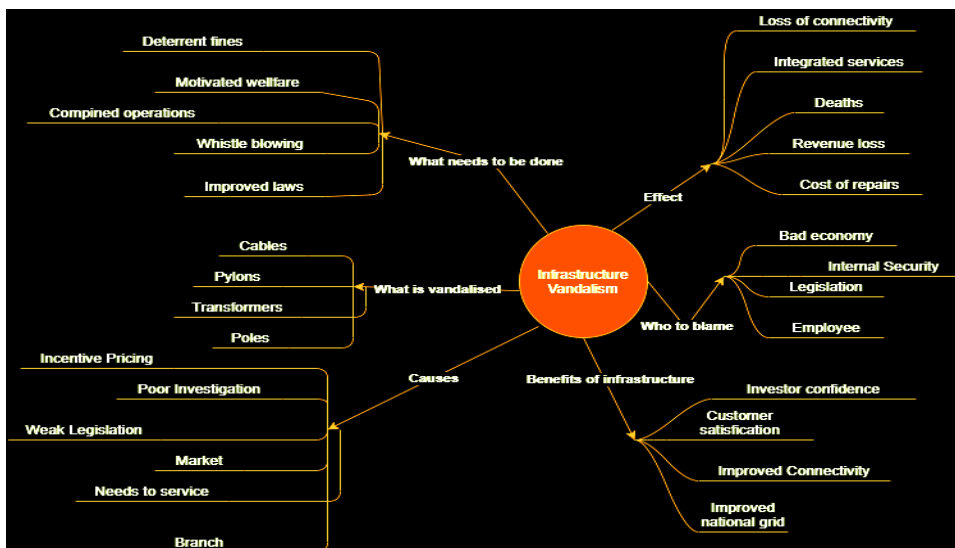 Infrastructure
Vandalism
What needs to be done
Deterrent fines
Motivated wellfare
Compined operations
Whistle blowing
Improved laws
What is vandalised
Cables
Pylons
Transformers
Poles
Causes
Incentive Pricing
Poor Investigation
Weak Legislation
Market
Needs to service
Branch
Effect
Loss of connectivity
Integrated services
Deaths
Revenue loss
Cost of repairs
Who to blame
Bad economy
Internal Security
Legislation
Employee
Benefits of infrastructure
Investor confidence
Customer
satisfication
Improved Connectivity
Improved
national grid